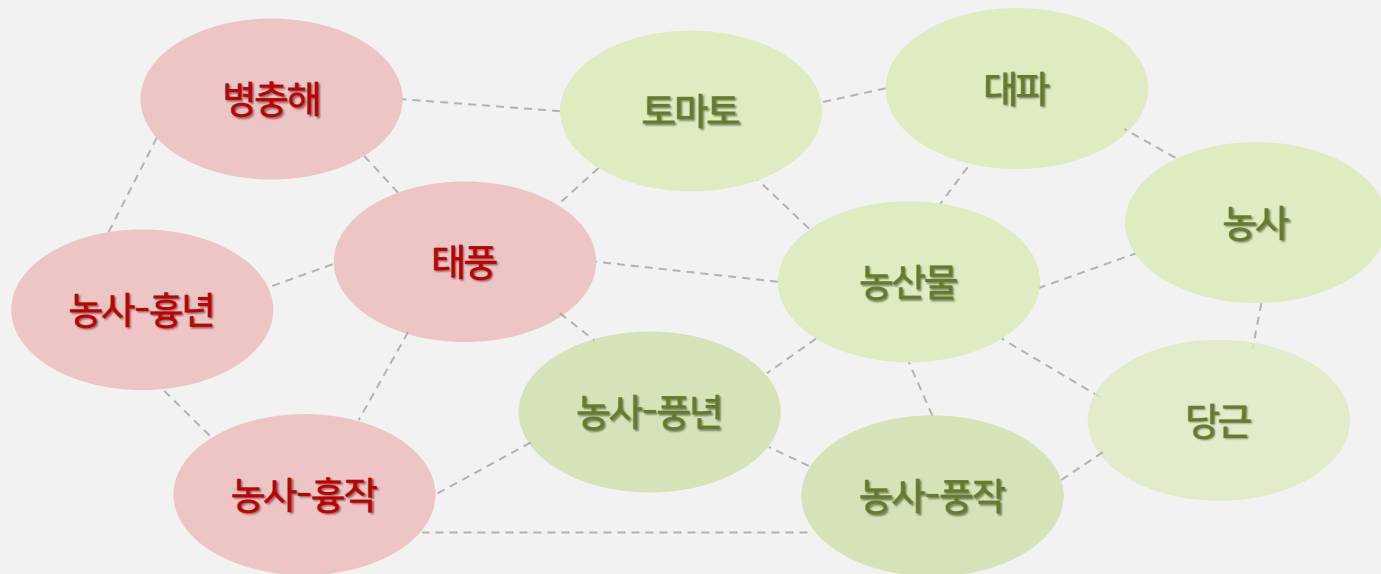 병충해
토마토
대파
농사
태풍
농산물
농사-흉년
농사-풍년
당근
농사-흉작
농사-풍작